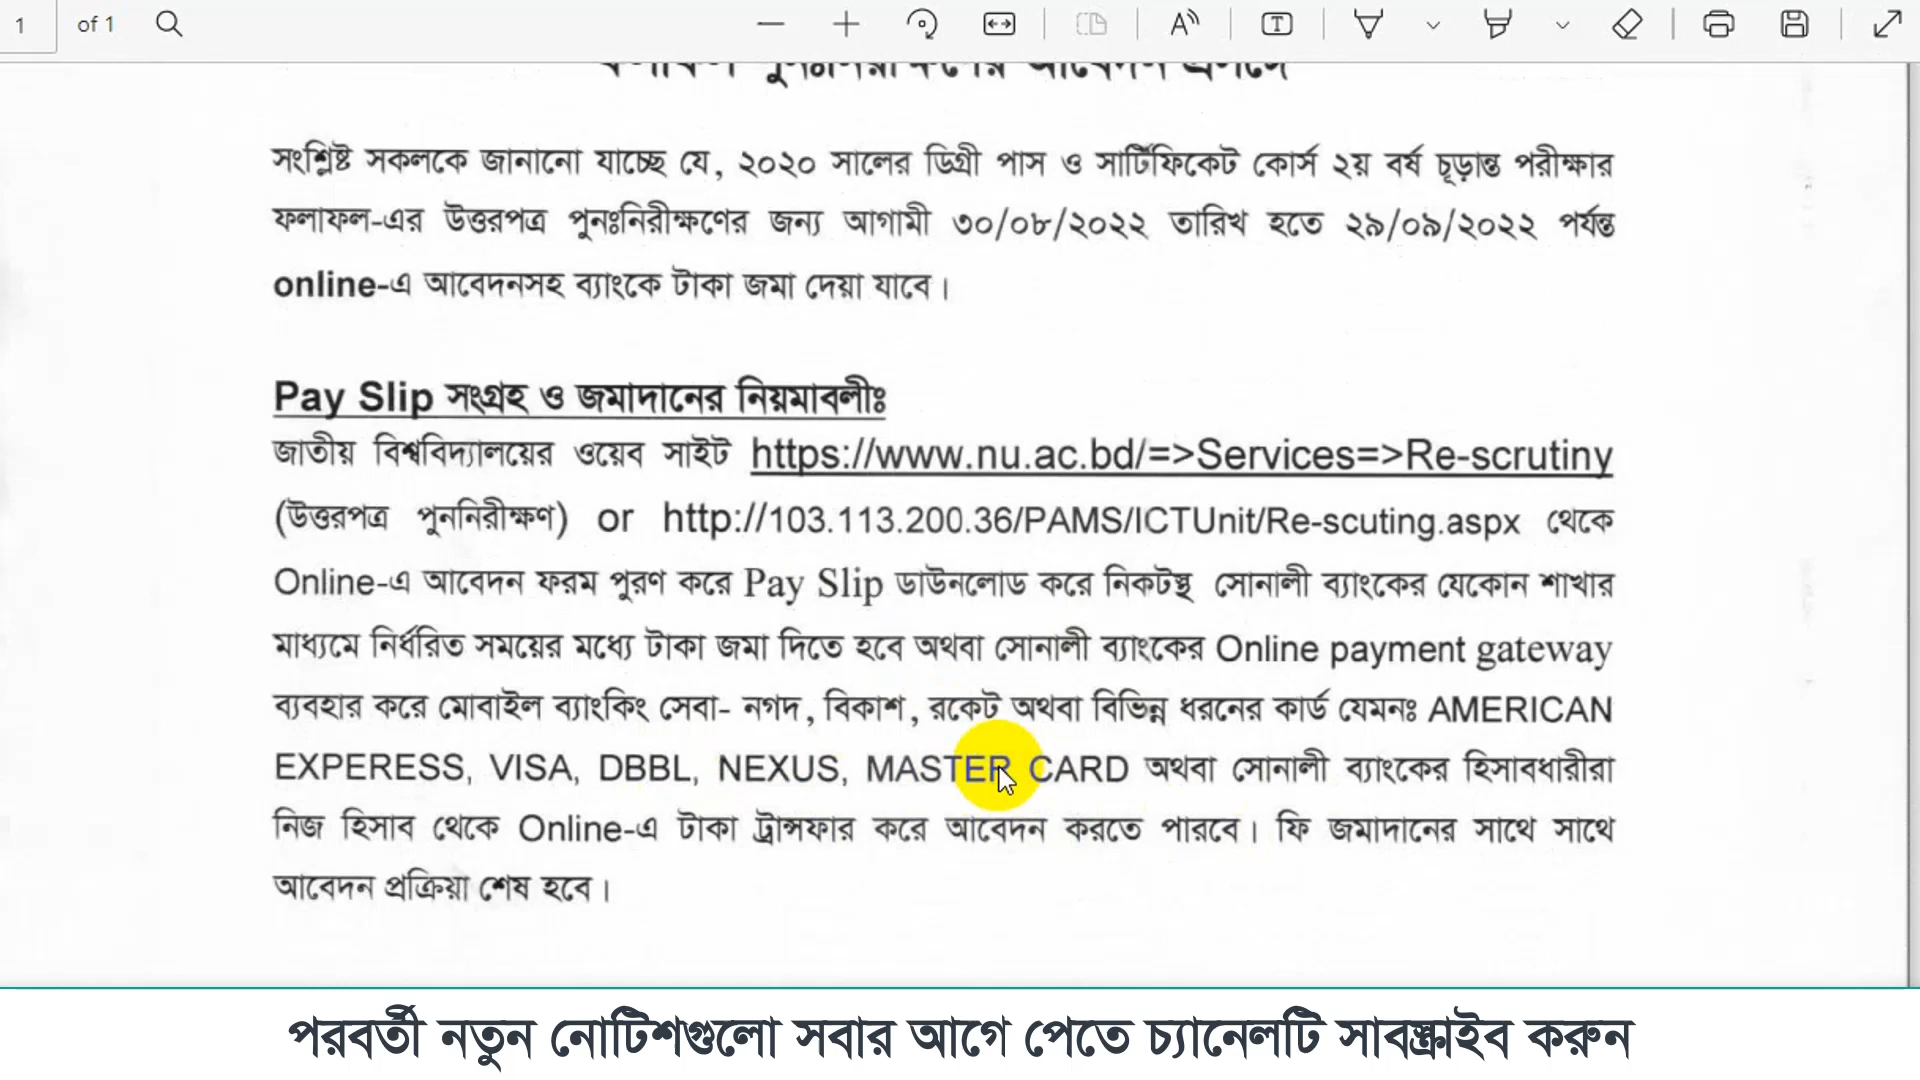 1 of 1
সংশ্লিষ্ট সকলকে জানানো যাচ্ছে যে, ২০২০ সালের ডিগ্রী পাস ও সার্টিফিকেট কোর্স ২য় বর্ষ চূড়ান্ত পরীক্ষার
ফলাফল-এর উত্তরপত্র পুনঃনিরীক্ষণের জন্য আগামী ৩০/০৮/২০২২ তারিখ হতে ২৯/০৯/২০২২ পর্যন্ত
online-এ আবেদনসহ ব্যাংকে টাকা জমা দেয়া যাবে।
Pay Slip সংগ্রহ ও জমাদানের নিয়মাবলীঃ
জাতীয় বিশ্ববিদ্যালয়ের ওয়েব সাইট https://www.nu.ac.bd/=>Services=>Re-scrutiny
(উত্তরপত্র পুননিরীক্ষণ) or http://103.113.200.36/PAMS/ICTUnit/Re-scuting.aspx থেকে
Online-এ আবেদন ফরম পুরণ করে Pay Slip ডাউনলোড করে নিকটস্থ সোনালী ব্যাংকের যেকোন শাখার
মাধ্যমে নির্ধরিত সময়ের মধ্যে টাকা জমা দিতে হবে অথবা সোনালী ব্যাংকের Online payment gateway
ব্যবহার করে মোবাইল ব্যাংকিং সেবা- নগদ, বিকাশ, রকেট অথবা বিভিন্ন ধরনের কার্ড যেমনঃ AMERICAN
EXPERESS, VISA, DBBL, NEXUS, MASTER CARD অথবা সোনালী ব্যাংকের হিসাবধারীরা
নিজ হিসাব থেকে Online-এ টাকা ট্রান্সফার করে আবেদন করতে পারবে। ফি জমাদানের সাথে সাথে
আবেদন প্রক্রিয়া শেষ হবে।
পরবর্তী নতুন নোটিশগুলো সবার আগে পেতে চ্যানেলটি সাবস্ক্রাইব করুন